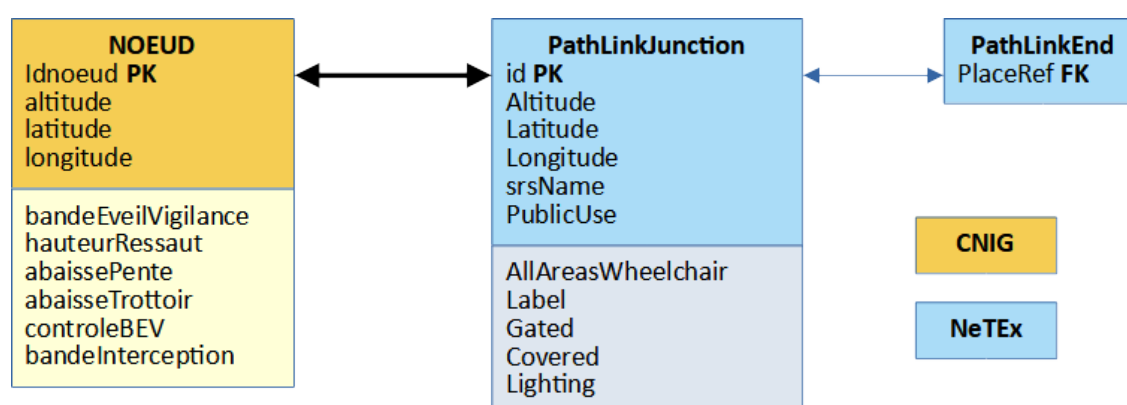 NOEUD
Idnoeud PK
altitude
latitude
longitude
bandeEveilVigilance
hauteurRessaut
abaissePente
abaisseTrottoir
controleBEV
bandeInterception
PathLinkJunction
id PK
Altitude
Latitude
Longitude
srsName
PublicUse
AllAreasWheelchair
Label
Gated
Covered
Lighting
PathLinkEnd
PlaceRef FK
CNIG
NeTEx